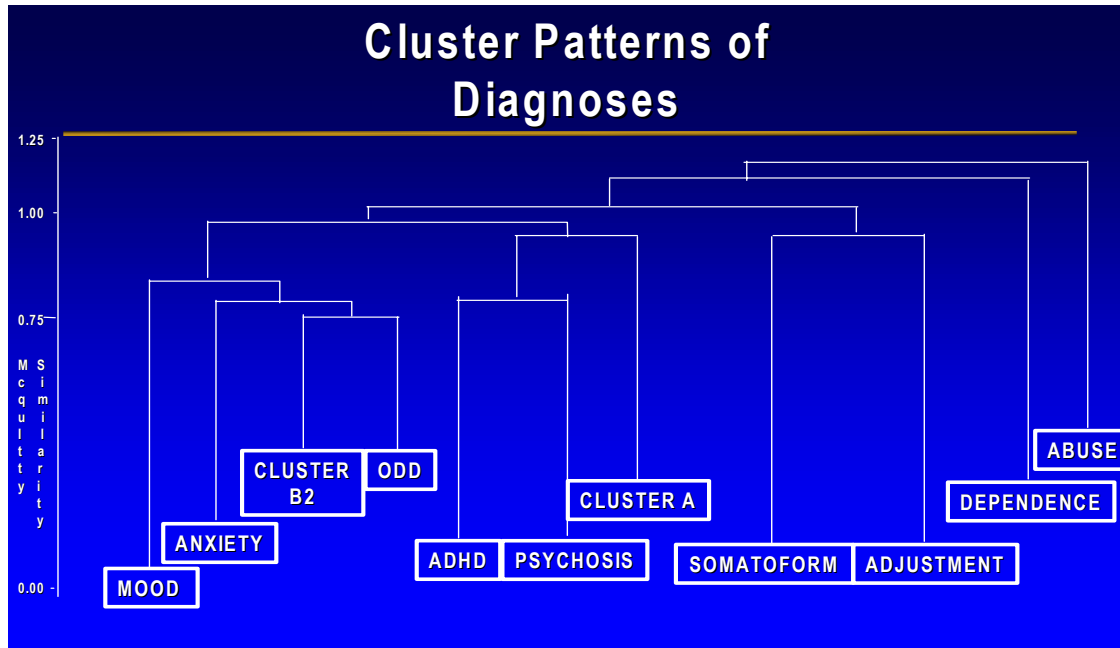 Cluster Patterns of
Diagnoses
1.25
1.00
0.75
Mcqultty
Similarity
0.00
CLUSTER
B2
ODD
ABUSE
CLUSTER A
DEPENDENCE
ANXIETY
ADHD
PSYCHOSIS
SOMATOFORM
ADJUSTMENT
MOOD